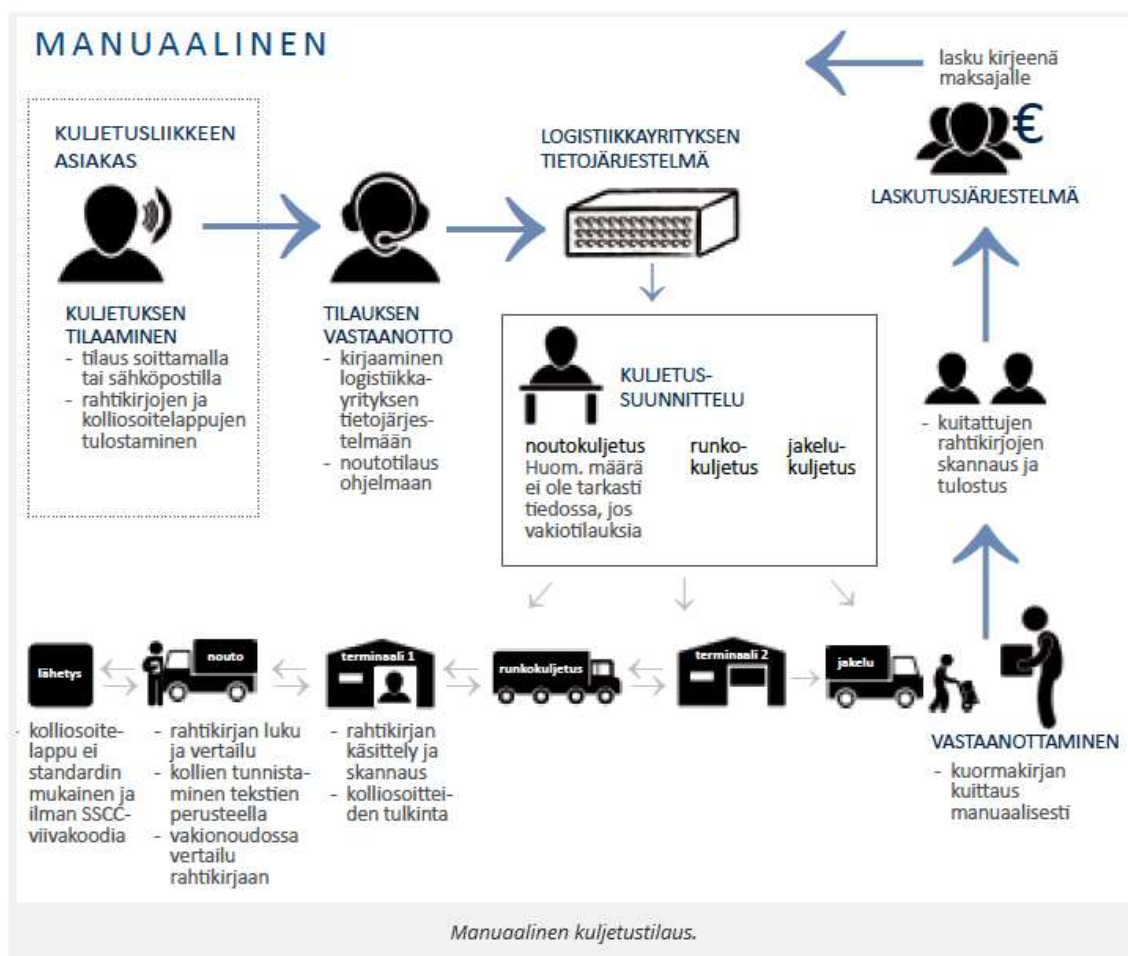 MANUAALINEN
lasku kirjeenä
maksajalle
€
LASKUTUSJÄRJESTELMÄ
KULJETUSLIIKKEEN
ASIAKAS
LOGISTIIKKAYRITYKSEN
TIETOJÄRJESTELMÄ
KULJETUKSEN
TILAAMINEN
- tilaus soittamalla
tai sähköpostilla
- rahtikirjojen ja
kolliosoitelappujen
tulostaminen
TILAUKSEN
VASTAANOTTO
- kirjaaminen
logistiikka-
yrityksen
tietojärjes-
telmään
- noutotilaus
ohjelmaan
KULJETUS-
SUUNNITTELU
noutokuljetus
Huom. määrä
ei ole tarkasti
tiedossa, jos
vakiotilauksia
runko-
kuljetus
jakelu-
kuljetus
- kuitattujen
rahtikirjojen
skannaus ja
tulostus
lähetys
nouto
terminaali 1
runkokuljetus
terminaali 2
jakelu
- kolliosoite-
lappu ei
standardin
mukainen ja
ilman SSCC-
viivakoodia
- rahtikirjan luku
ja vertailu
- kollien tunnista-
minen tekstien
perusteella
- vakionoudossa
vertailu
rahtikirjaan
- rahtikirjan
käsittely ja
skannaus
- kolliosoittei-
den tulkinta
VASTAANOTTAMINEN
- kuormakirjan
kuittaus
manuaalisesti
Manuaalinen kuljetustilaus.